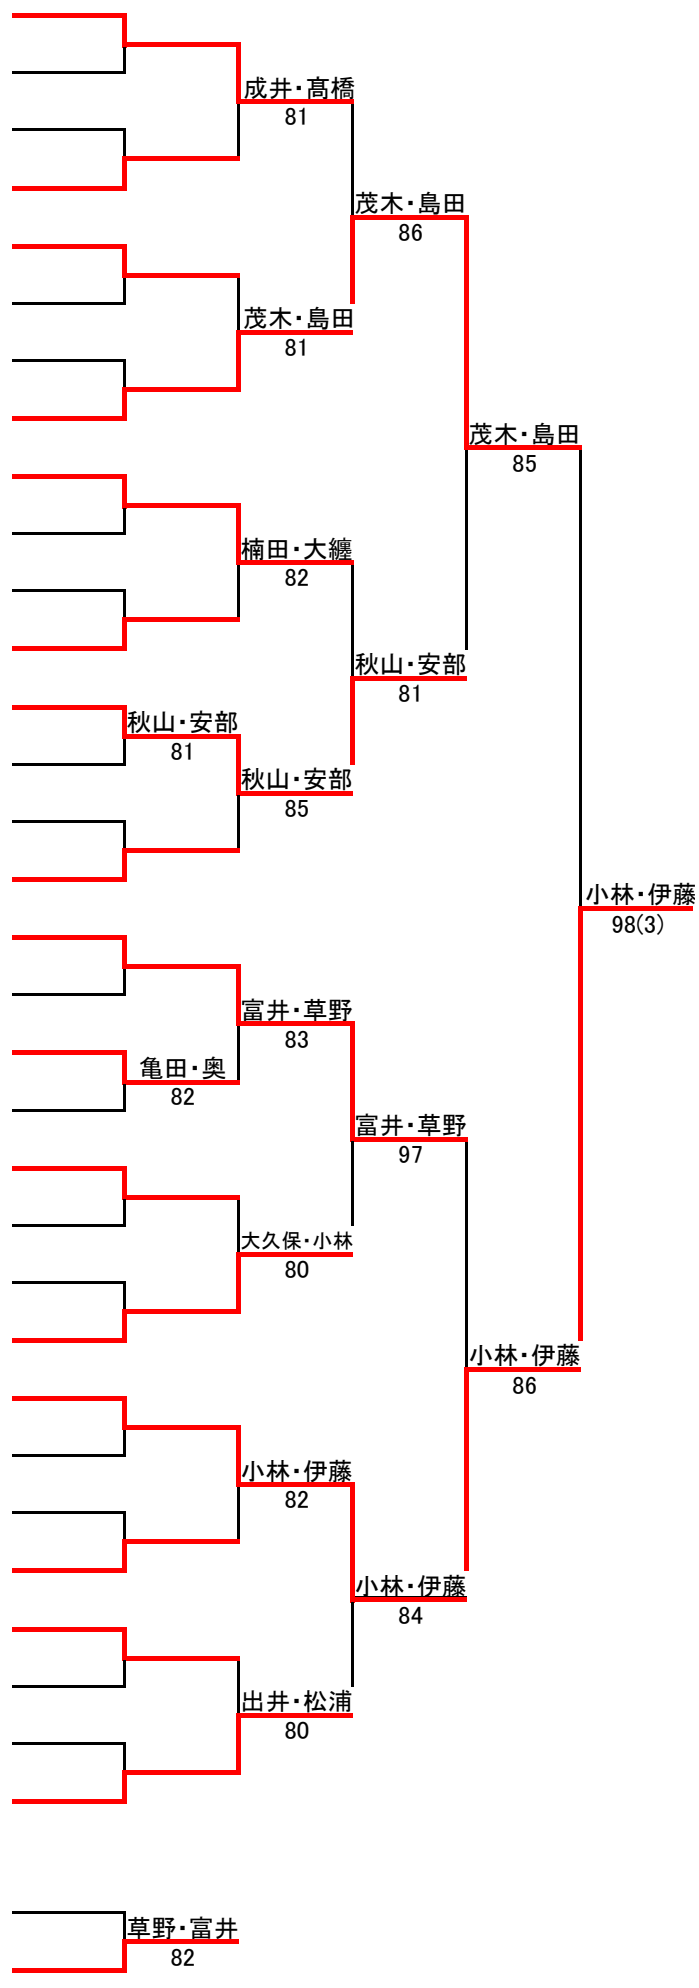 成井・髙橋
81
茂木・島田
86
茂木・島田
81
茂木・島田
85
楠田・大纏
82
秋山・安部
81
秋山・安部
81
秋山・安部
85
小林・伊藤
98(3)
富井・草野
83
亀田・奥
82
富井・草野
97
大久保・小林
80
小林・伊藤
86
小林・伊藤
82
小林・伊藤
84
出井・松浦
80
草野・富井
82